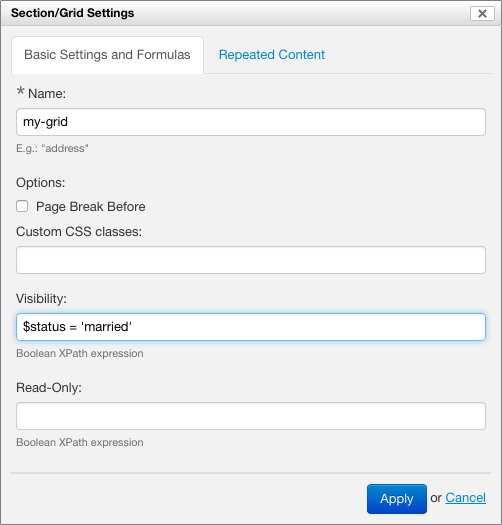 Section/Grid Settings
Basic Settings and Formulas Repeated Content
* Name:
my-grid
E.g.: "address"
Options:
Page Break Before
Custom CSS classes:
Visibility:
$status = 'married'
Boolean XPath expression
Read-Only:
Boolean XPath expression
Apply or Cancel